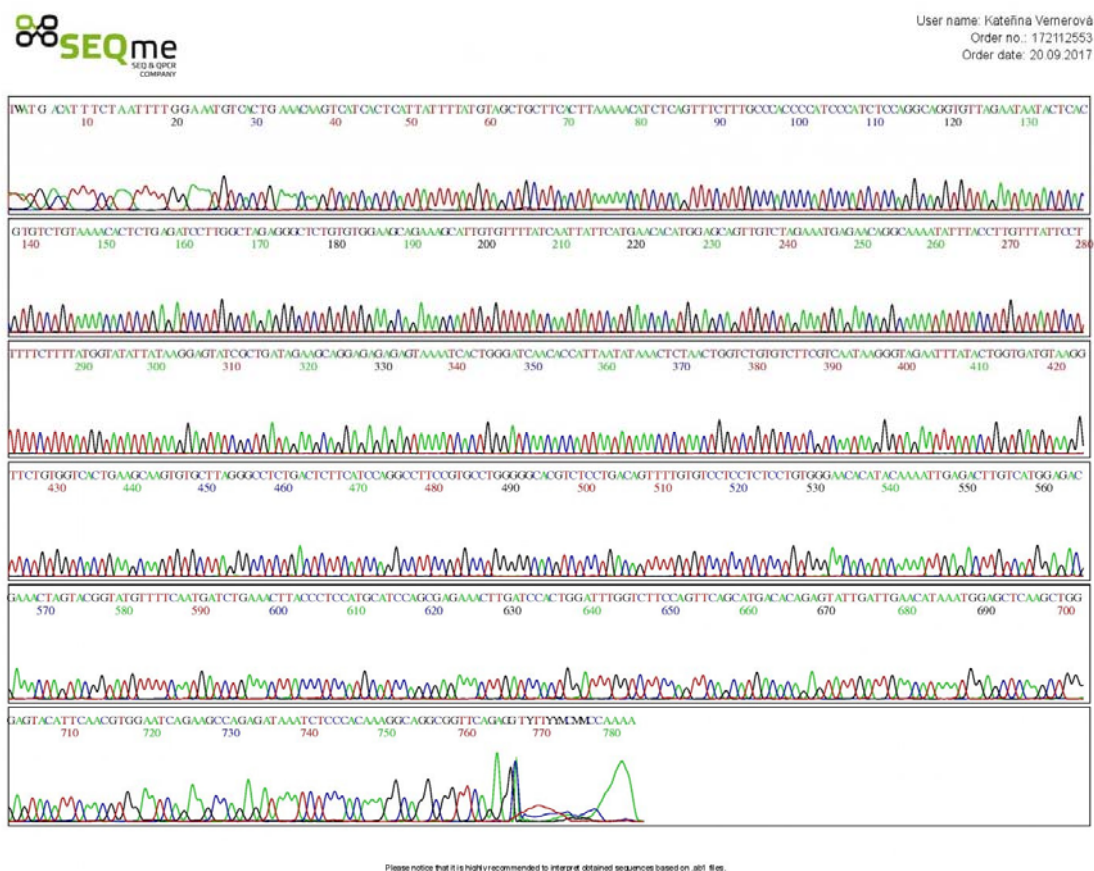 SEQme
SEQ & QPCR
COMPANY
User name: Kateřina Vernerová
Order no.: 172112553
Order date: 20.09.2017
TWATG ACATTTCTAATTTTGGAAATGTCACTGAAACAAGTCATCACTCATTATTTTATGTAGCTGCTTCACTTAAAAACATCTCAGTTTCTTTGCCCACCCCATCCCATCTCCAGGCAGGTGTTAGAATAATACTCAC
10 20 30 40 50 60 70 80 90 100 110 120 130
GTGTCTGTAAAACACTCTGAGATCCTTGGCTAGAGGGCTCTGTGTGGAAGCAGAAAGCATTGTGTTTTATCAATTATTCATGAACACATGGAGCAGTTGTCTAGAAATGAGAACAGGCAAAATATTTACCTTGTTTATTCCT
140 150 160 170 180 190 200 210 220 230 240 250 260 270 280
TTTTCTTTTATGGTATATTATAAGGAGTATCGCTGATAGAAGCAGGAGAGAGAGTAAAATCACTGGGATCAACACCATTAATATAAACTCTAACTGGTCTGTGTCTTCGTCAATAAGGGTAGAATTTATACTGGTGATGTAAGG
290 300 310 320 330 340 350 360 370 380 390 400 410 420
TTCTGTGGTCACTGAAGCAAGTGTGCTTAGGGCCTCTGACTCTTCATCCAGGCCTTCCGTGCCTGGGGGCACGTCTCCTGACAGTTTTGTGTCCTCCTCTCCTGTGGGAACACATACAAAATTGAGACTTGTCATGGAGAC
430 440 450 460 470 480 490 500 510 520 530 540 550 560
GAAACTAGTACGGTATGTTTTCAATGATCTGAAACTTACCCTCCATGCATCCAGCGAGAAACTTGATCCACTGGATTTGGTCTTCCAGTTCAGCATGACACAGAGTATTGATTGAACATAAATGGAGCTCAAGCTGG
570 580 590 600 610 620 630 640 650 660 670 680 690 700
GAGTACATTCAACGTGGAATCAGAAGCCAGAGATAAATCTCCCACAAAGGCAGGCGGTTCAGAGG
710 720 730 740 750 760 770 780
Please notice that it is highly recommended to interpret obtained sequences based on .ab1 files.